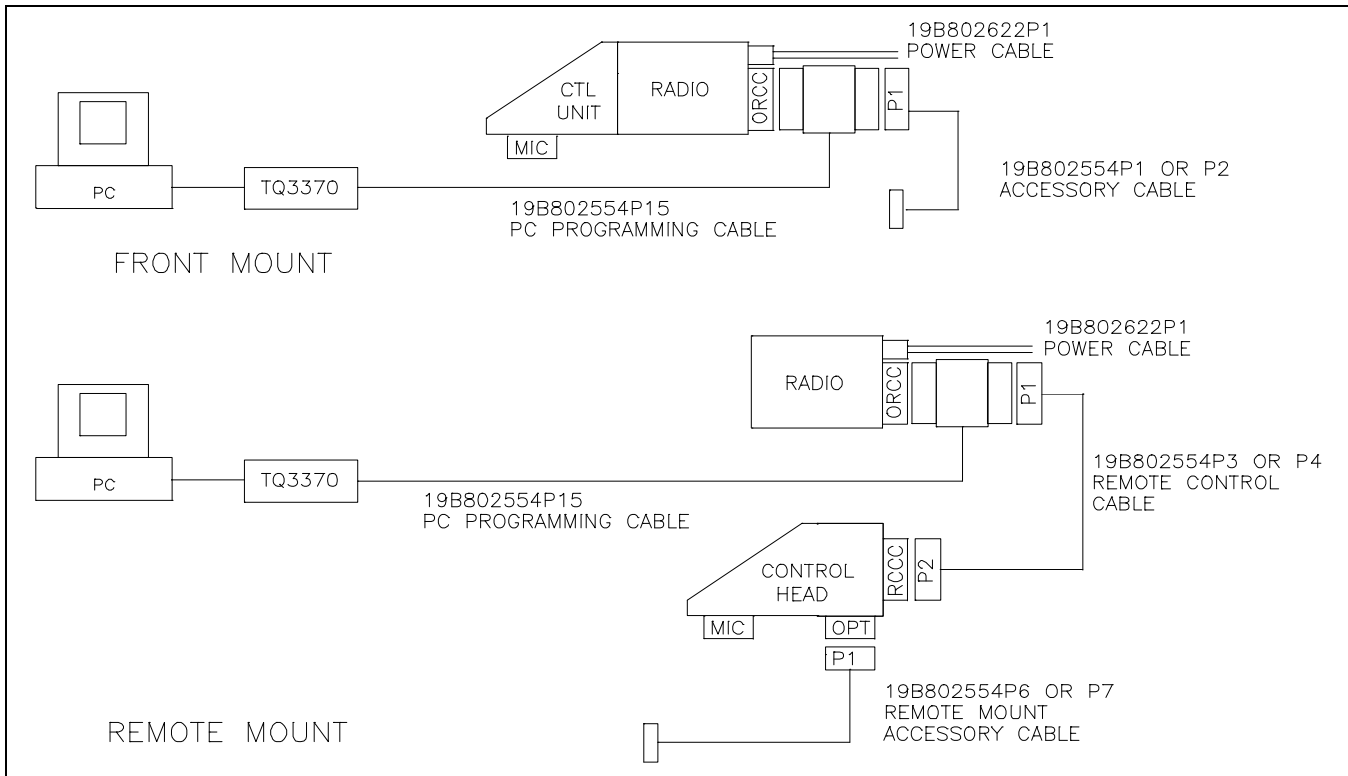 19B802622P1
POWER CABLE
CTL
UNIT
RADIO
ORCC
P1
MIC
19B802554P1 OR P2
ACCESSORY CABLE
PC
TQ3370
19B802554P15
PC PROGRAMMING CABLE
FRONT MOUNT
19B802622P1
POWER CABLE
RADIO
ORCC
P1
PC
TQ3370
19B802554P15
PC PROGRAMMING CABLE
19B802554P3 OR P4
REMOTE CONTROL
CABLE
CONTROL
HEAD
RCCC
P2
MIC
OPT
P1
19B802554P6 OR P7
REMOTE MOUNT
ACCESSORY CABLE
REMOTE MOUNT